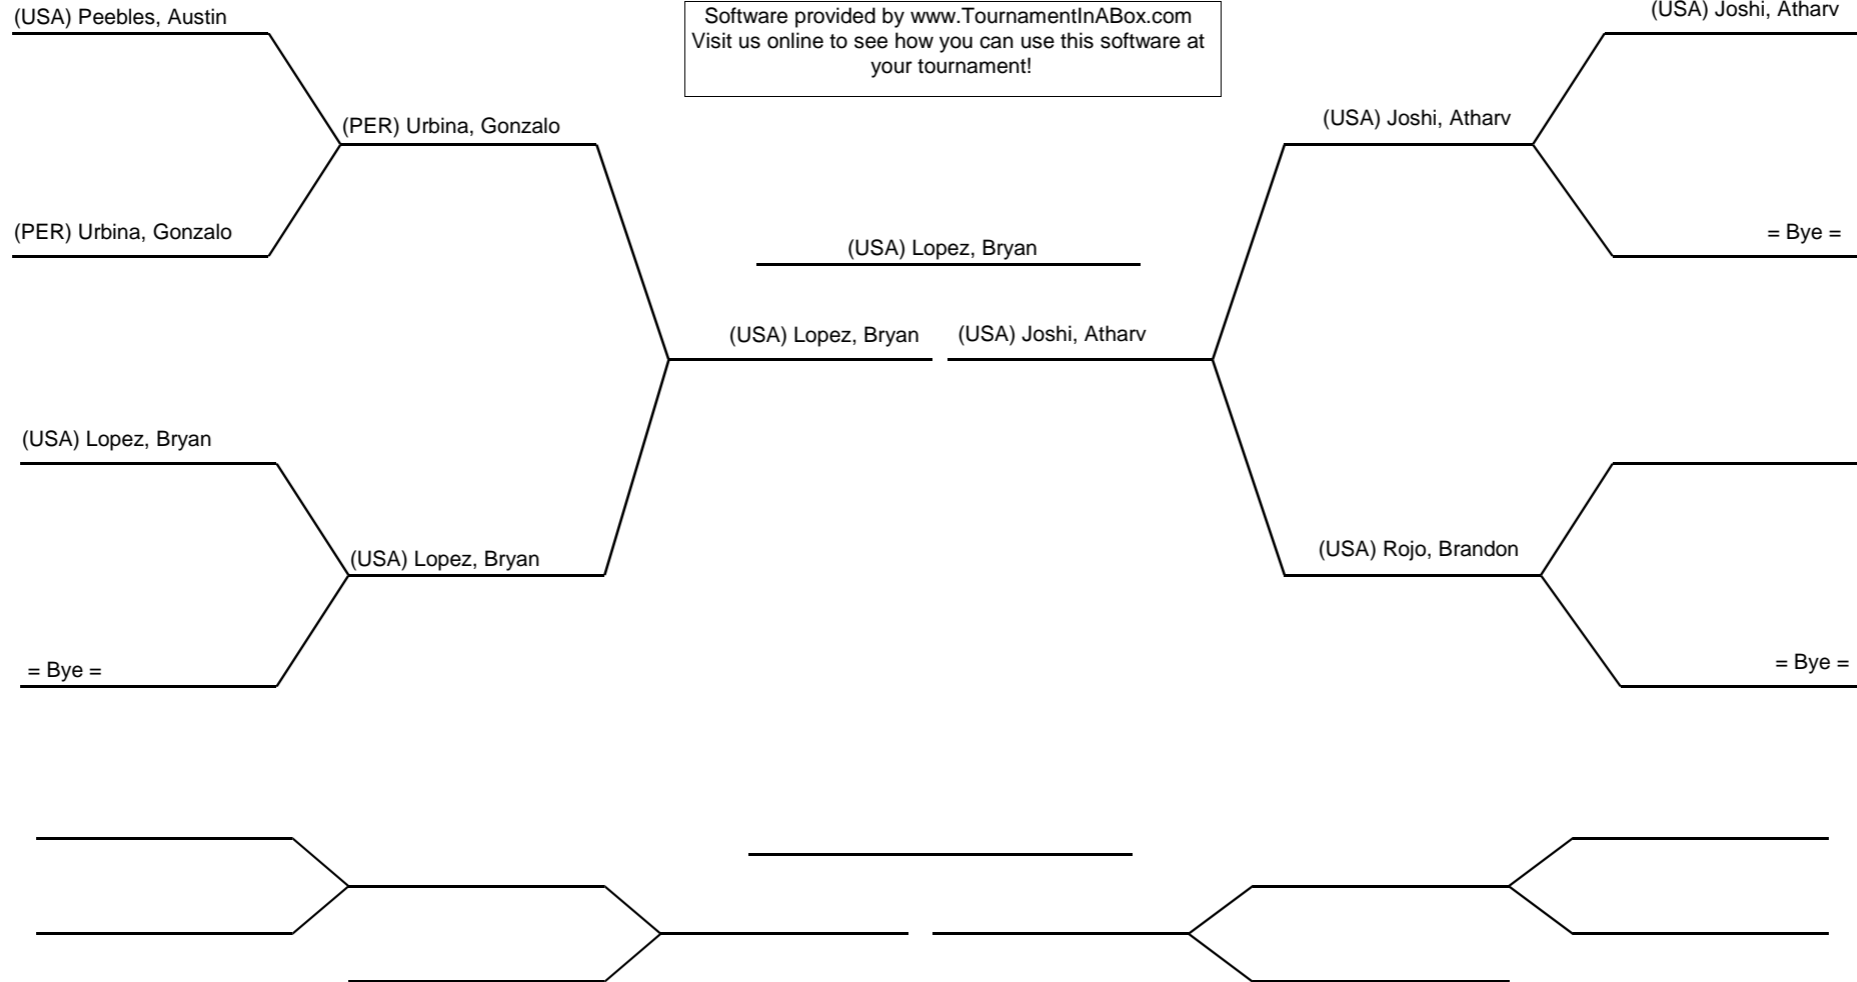 (USA) Peebles, Austin
Software provided by www.TournamentInABox.com
Visit us online to see how you can use this software at
your tournament!
(USA) Joshi, Atharv
(PER) Urbina, Gonzalo
(USA) Joshi, Atharv
(PER) Urbina, Gonzalo
= Bye =
(USA) Lopez, Bryan
(USA) Lopez, Bryan
(USA) Joshi, Atharv
(USA) Lopez, Bryan
(USA) Lopez, Bryan
(USA) Rojo, Brandon
= Bye =
= Bye =